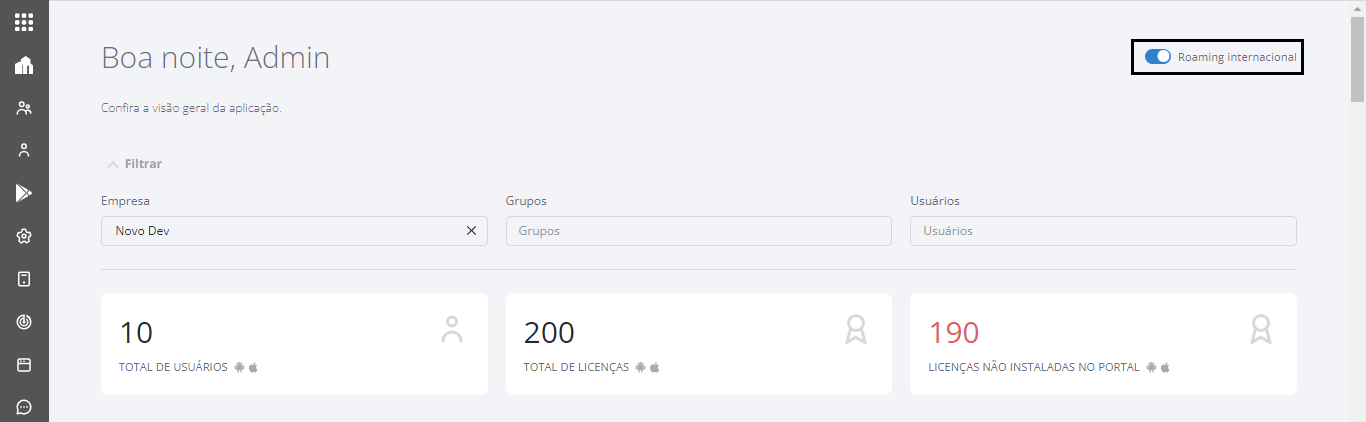 Boa noite, Admin
Roaming internacional
Confira a visão geral da aplicação.
Filtrar
Empresa
Grupos
Usuários
Novo Dev
Grupos
Usuários
10
TOTAL DE USUÁRIOS
200
TOTAL DE LICENÇAS
190
LICENÇAS NÃO INSTALADAS NO PORTAL